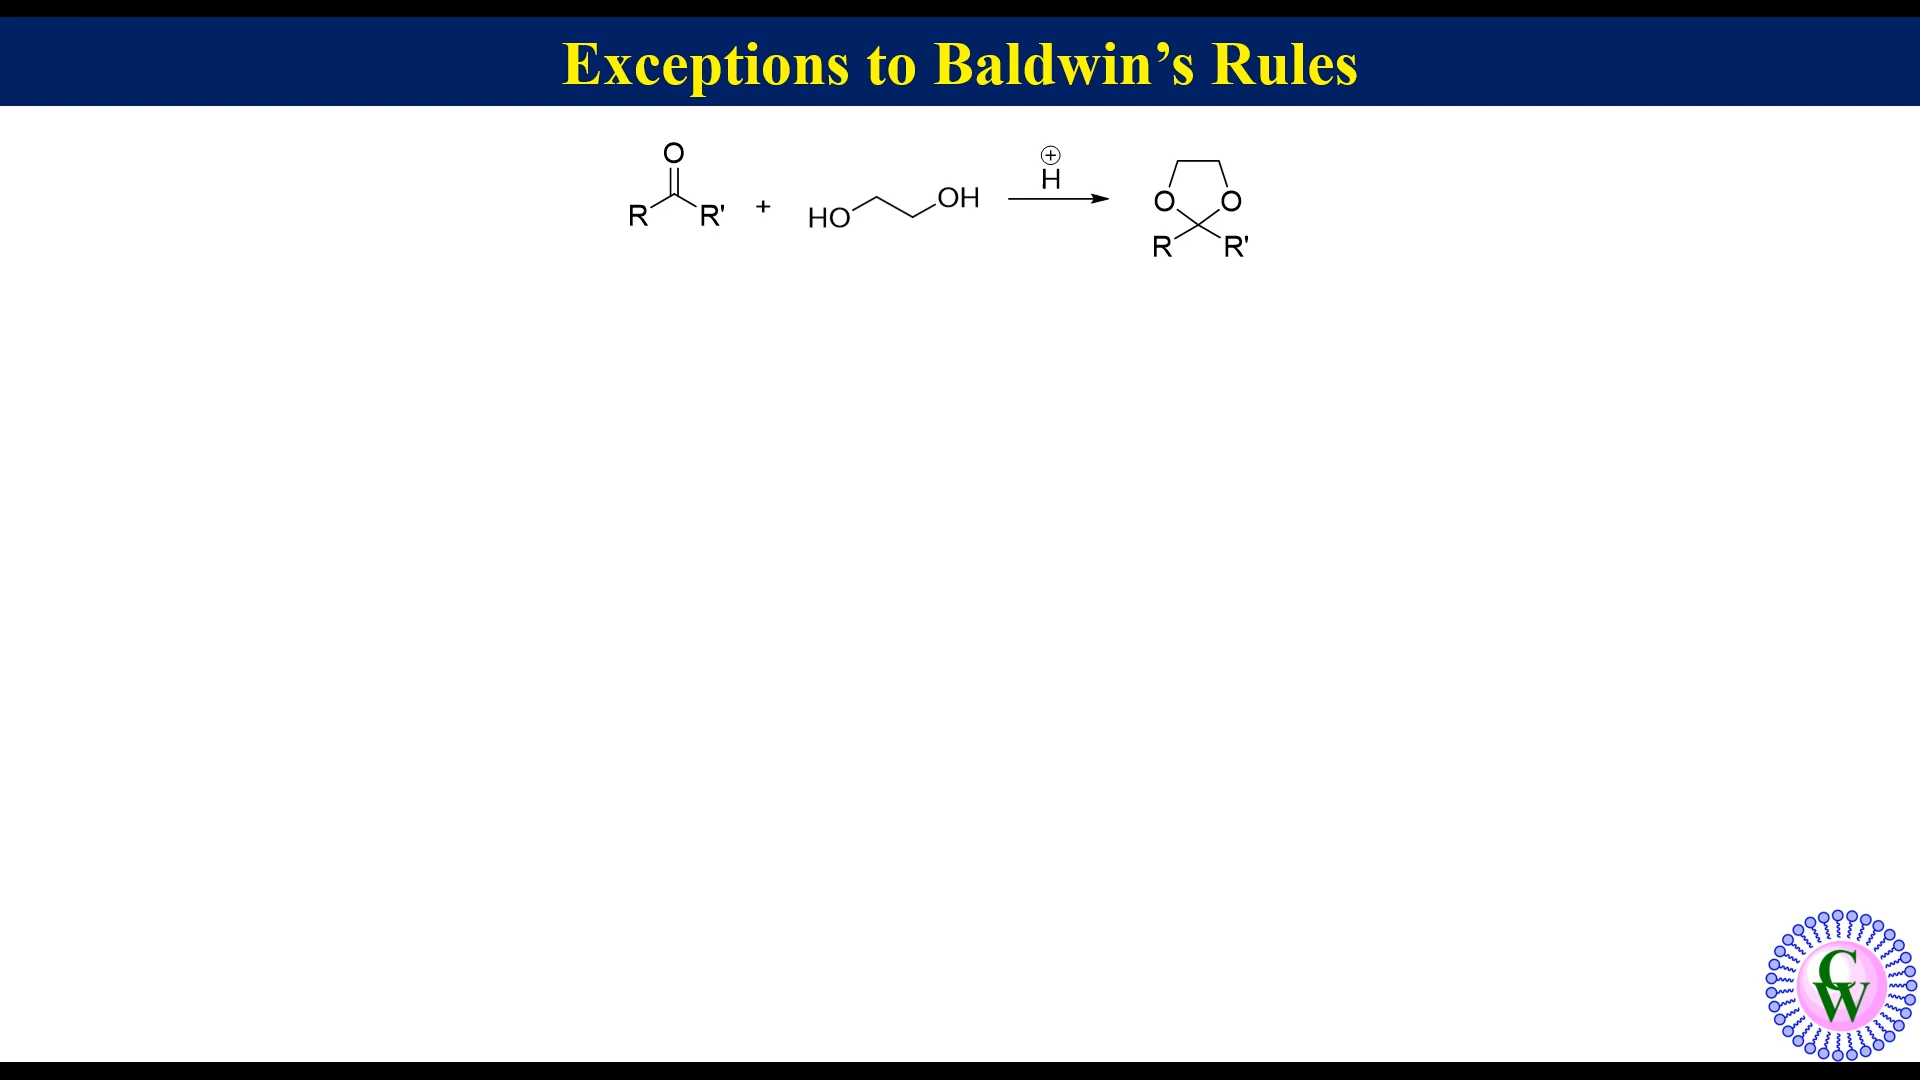 Exceptions to Baldwin’s Rules
O
R R' + HO OH ⊕ H O O R R'
C
W